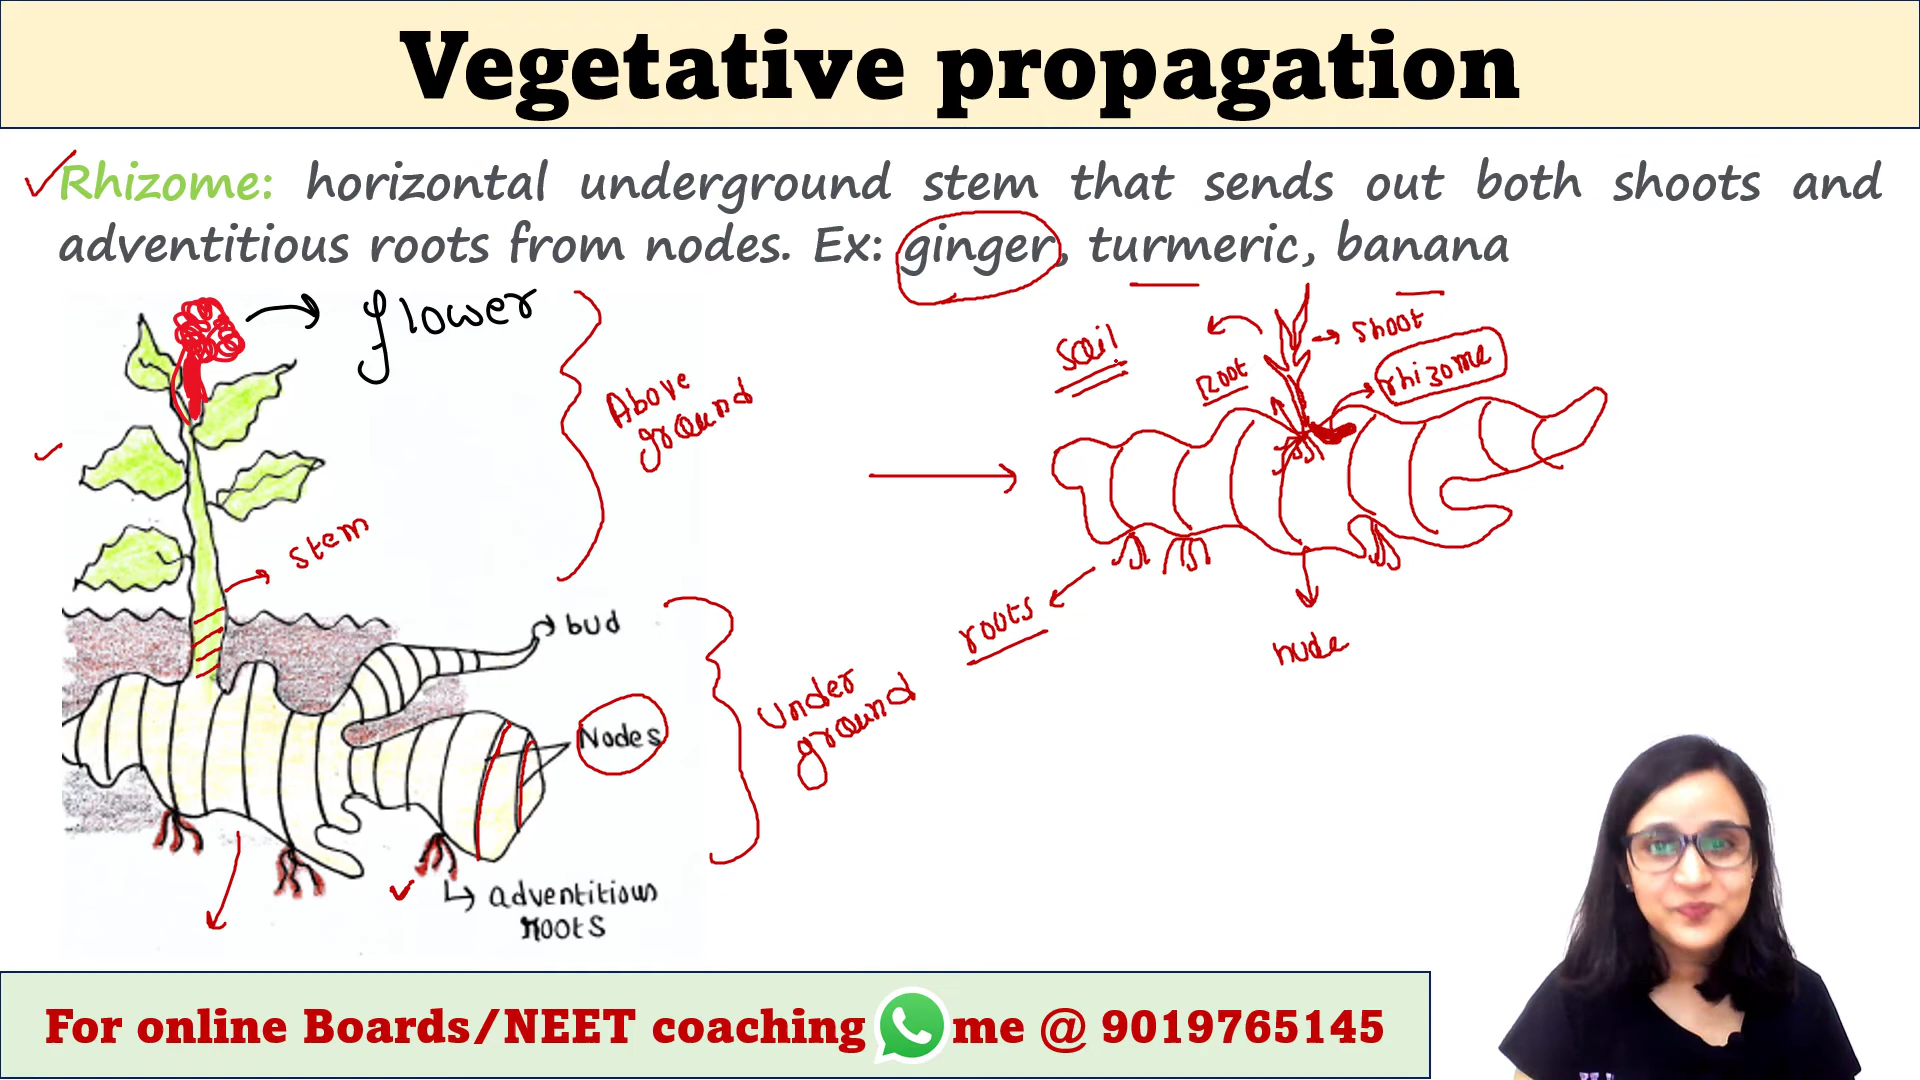 Vegetative propagation
Rhizome: horizontal underground stem that sends out both shoots and
adventitious roots from nodes. Ex: ginger, turmeric, banana
flower
Above
ground
stem
bud
Nodes
Under
ground
adventitious
roots
soil
Root
shoot
rhizome
roots
node
For online Boards/NEET coaching me @ 9019765145